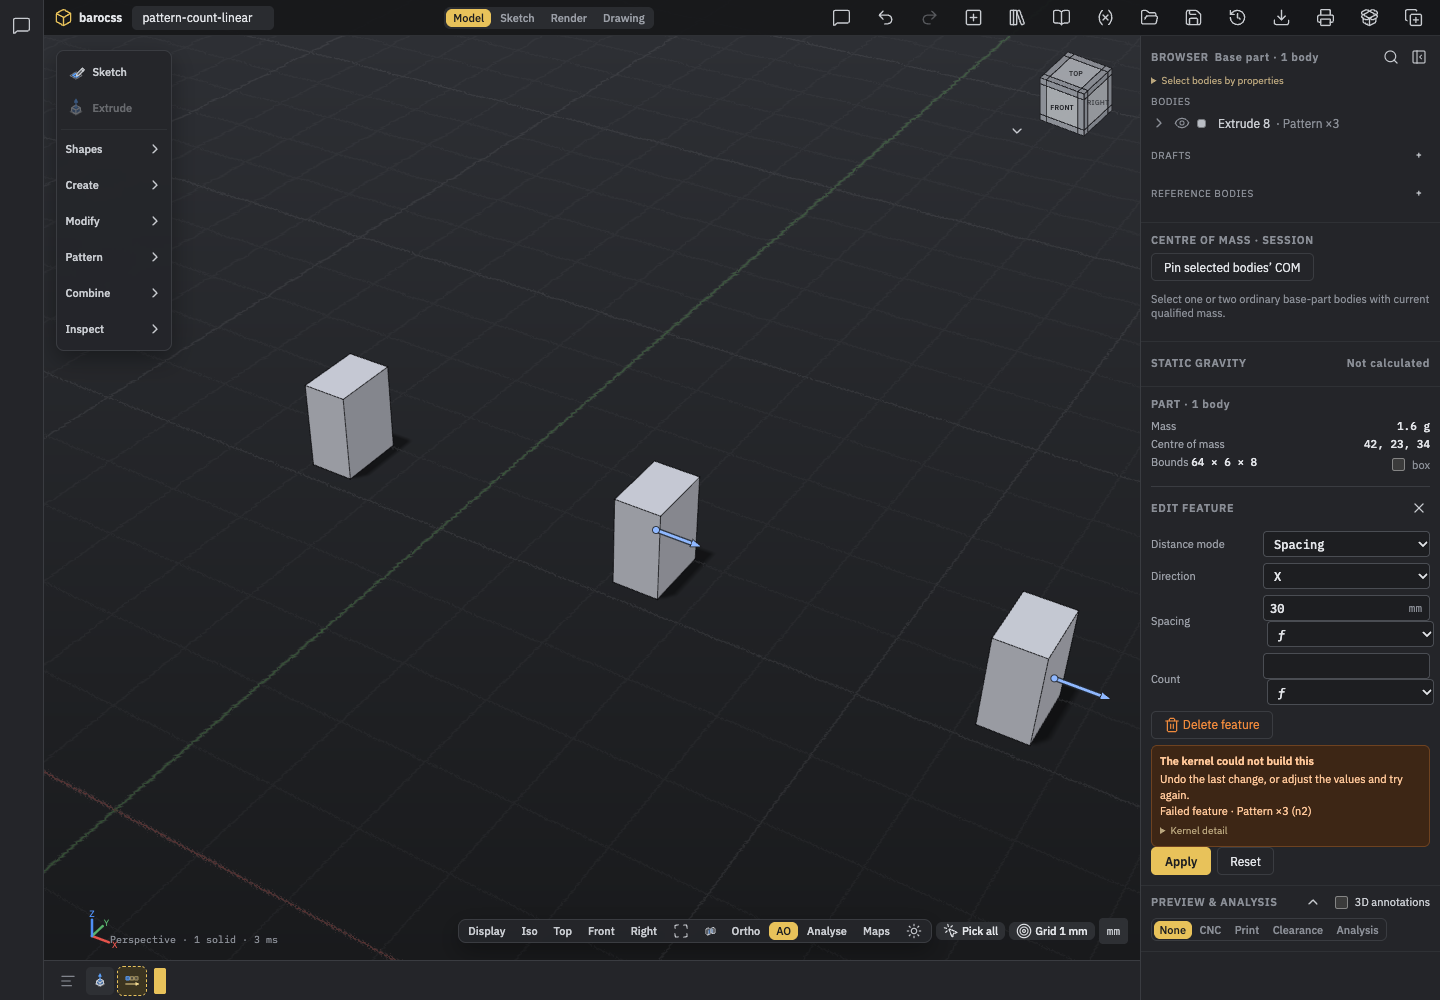 barocss
pattern-count-linear
Model Sketch Render Drawing
Sketch
Extrude
Shapes
Create
Modify
Pattern
Combine
Inspect
TOP
FRONT
RIGHT
BROWSER Base part · 1 body
Select bodies by properties
BODIES
Extrude 8 · Pattern ×3
DRAFTS +
REFERENCE BODIES +
CENTRE OF MASS · SESSION
Pin selected bodies’ COM
Select one or two ordinary base-part bodies with current
qualified mass.
STATIC GRAVITY Not calculated
PART · 1 body
Mass 1.6 g
Centre of mass 42, 23, 34
Bounds 64 × 6 × 8 box
EDIT FEATURE
Distance mode Spacing
Direction X
Spacing 30 mm
ƒ
Count
ƒ
Delete feature
The kernel could not build this
Undo the last change, or adjust the values and try
again.
Failed feature · Pattern ×3 (n2)
Kernel detail
Apply Reset
PREVIEW & ANALYSIS 3D annotations
None CNC Print Clearance Analysis
Z
Y
X
Perspective · 1 solid · 3 ms
Display Iso Top Front Right Ortho AO Analyse Maps Pick all Grid 1 mm mm